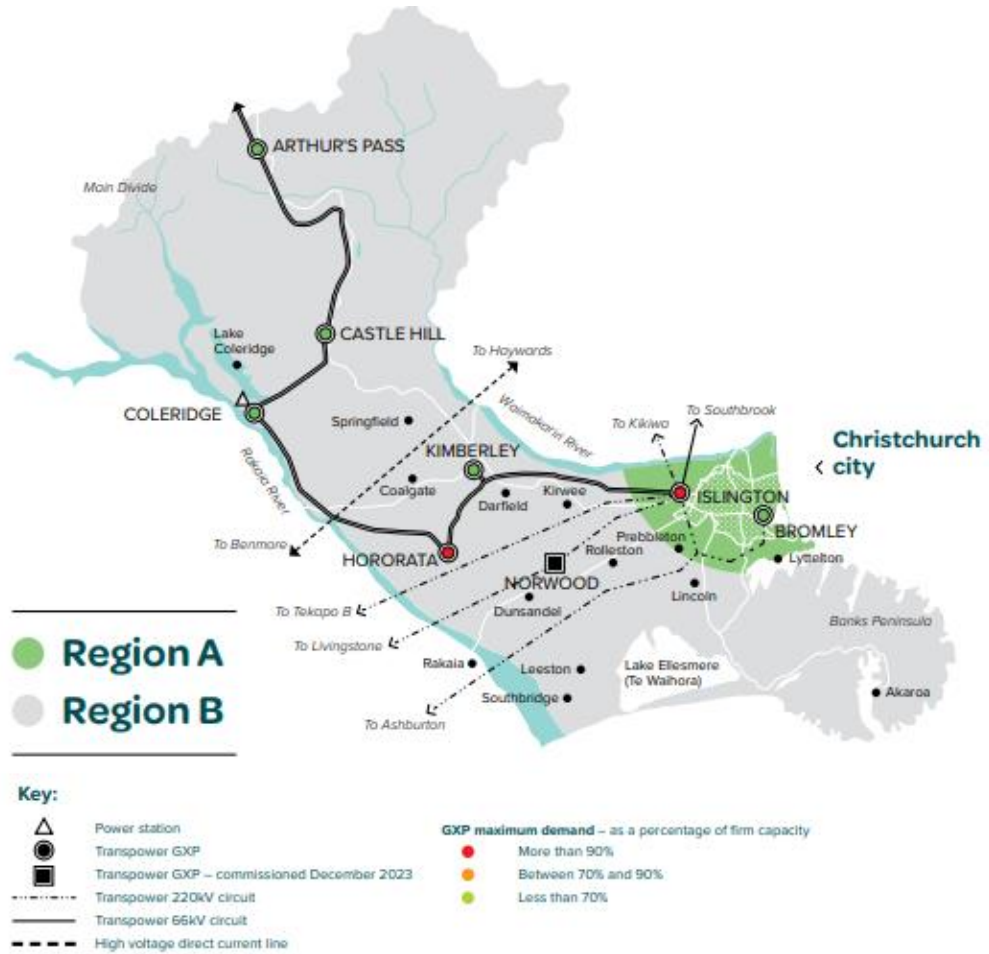 ARTHUR'S PASS
Main Divide
CASTLE HILL
Lake
Coleridge
To Haywards
COLERIDGE
Springfield
Waimakariri River
To Kikiwa
To Southbrook
Christchurch
city
KIMBERLEY
Rakaia River
Coalgate
Darfield
Kirwee
ISLINGTON
BROMLEY
To Benmore
HORORATA
Prebbleton
Rolleston
Lyttelton
NORWOOD
To Tekapo B
Dunsandel
Lincoln
Banks Peninsula
To Livingstone
Region A
Rakaia
Leeston
Lake Ellesmere
(Te Waihora)
Akaroa
Region B
Southbridge
To Ashburton
Key:
Power station
Transpower GXP
Transpower GXP – commissioned December 2023
Transpower 220kV circuit
Transpower 66kV circuit
High voltage direct current line
GXP maximum demand – as a percentage of firm capacity
More than 90%
Between 70% and 90%
Less than 70%